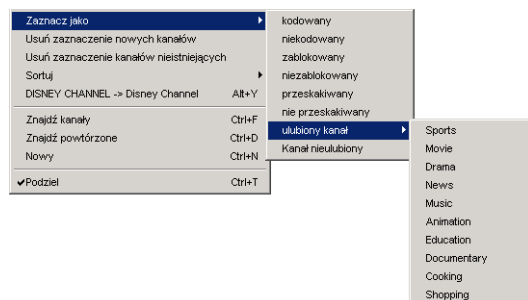 Zaznacz jako
Usuń zaznaczenie nowych kanałów
Usuń zaznaczenie kanałów nieistniejących
Sortuj
DISNEY CHANNEL -> Disney Channel Alt+Y
Znajdź kanały Ctrl+F
Znajdź powtórzone Ctrl+D
Nowy Ctrl+N
Podziel Ctrl+T
kodowany
niekodowany
zablokowany
niezablokowany
przeskakiwany
nie przeskakiwany
ulubiony kanał
Kanał nieulubiony
Sports
Movie
Drama
News
Music
Animation
Education
Documentary
Cooking
Shopping